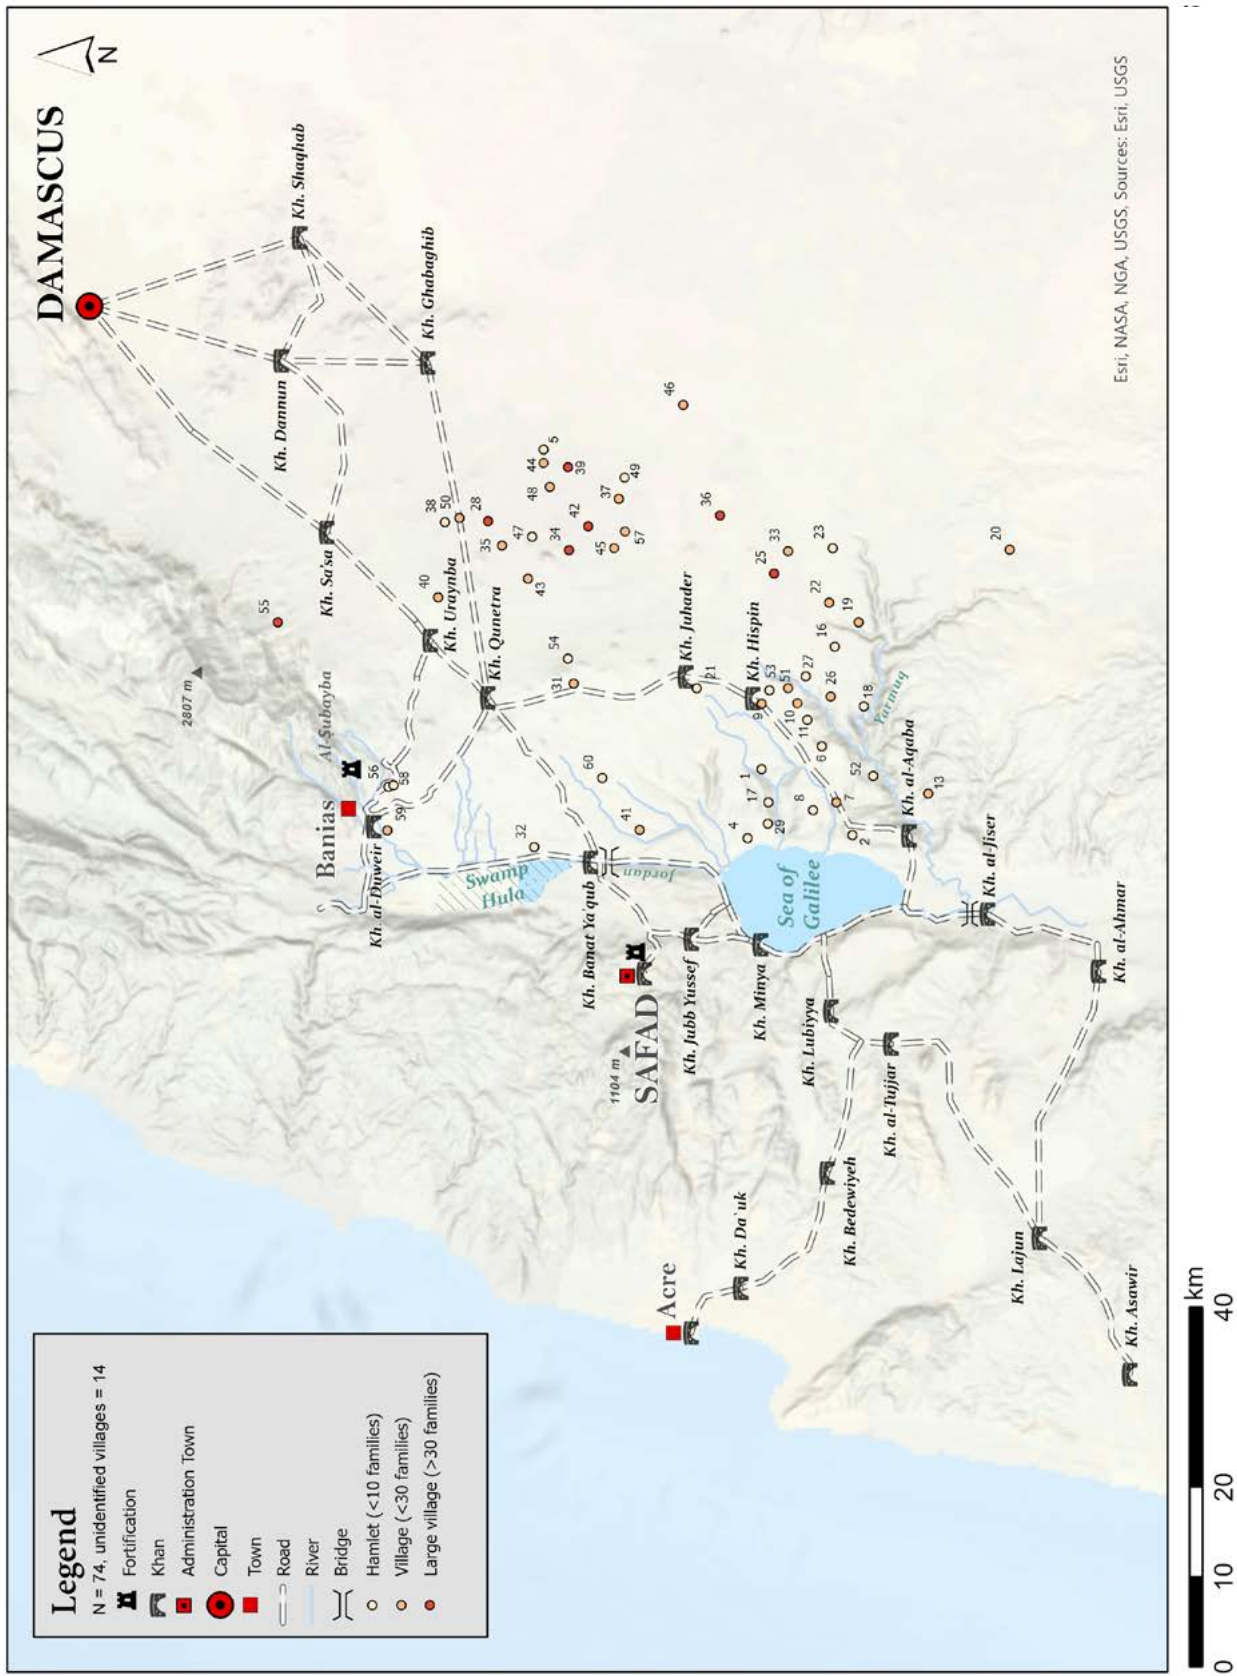 DAMASCUS
N
Kh. Shaqhab
Kh. Dannun
Kh. Ghabaghib
Kh. Sa'sa
55
2807 m
Al-Ṣubayba
Banias
56
58
59
Kh. al-Duweir
Kh. Uraynba
40
38
50
28
35
47
43
Kh. Qunetra
44
5
48
39
34
42
37
49
45
57
46
36
54
31
32
60
41
Swamp
Hula
Kh. Banat Ya'qub
Jordan
SAFAD
1104 m
Kh. Jubb Yussef
Kh. Minya
Sea of
Galilee
Kh. Juhader
21
Kh. Hispin
25
33
23
22
19
16
20
9
53
51
10
27
11
26
18
6
1
17
4
29
8
7
2
52
13
Yarmuq
Kh. al-Aqaba
Kh. al-Jiser
Kh. al-Ahmar
Kh. Lubiyya
Kh. al-Tujjar
Kh. Bedewiyeh
Kh. Da'uk
Acre
Kh. Lajun
Kh. Asawir
Esri, NASA, NGA, USGS, Sources: Esri, USGS
Legend
N = 74, unidentified villages = 14
Fortification
Khan
Administration Town
Capital
Town
Road
River
Bridge
Hamlet (<10 families)
Village (<30 families)
Large village (>30 families)
0 10 20 40
km